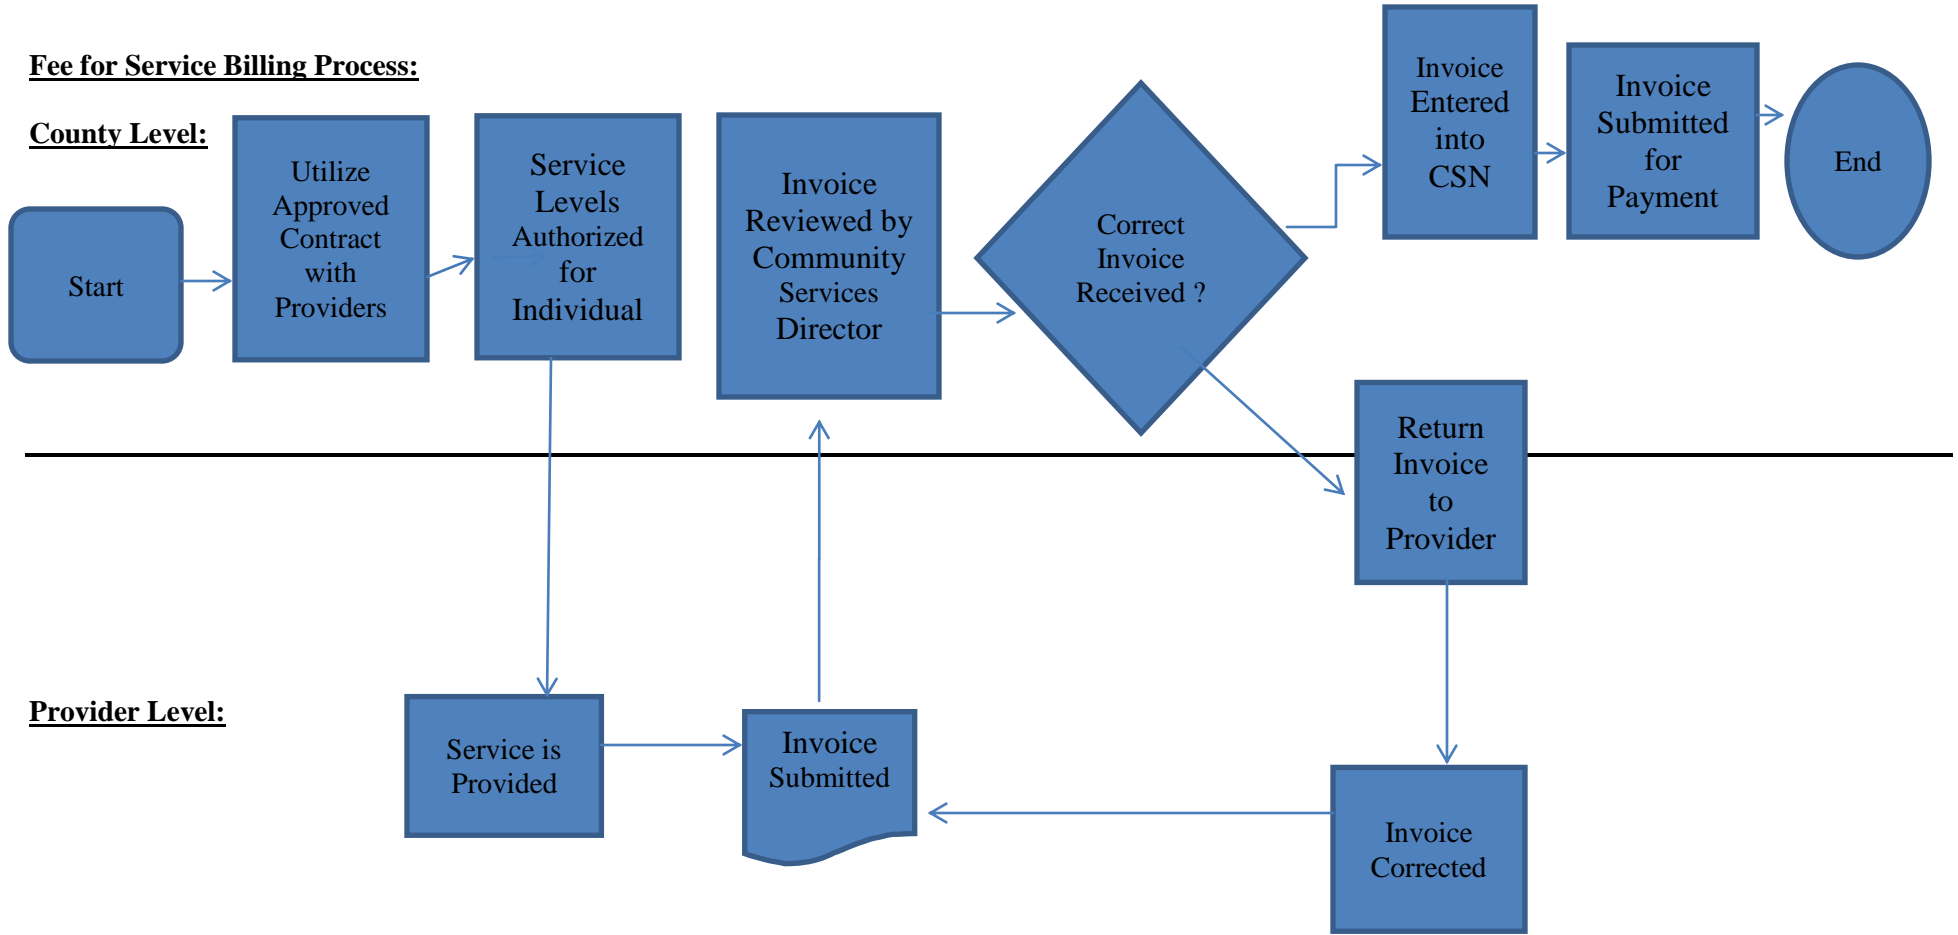 Fee for Service Billing Process:
County Level:
Start
Utilize
Approved
Contract
with
Providers
Service
Levels
Authorized
for
Individual
Invoice
Reviewed by
Community
Services
Director
Correct
Invoice
Received ?
Invoice
Entered
into
CSN
Invoice
Submitted
for
Payment
End
Return
Invoice
to
Provider
Provider Level:
Service is
Provided
Invoice
Submitted
Invoice
Corrected